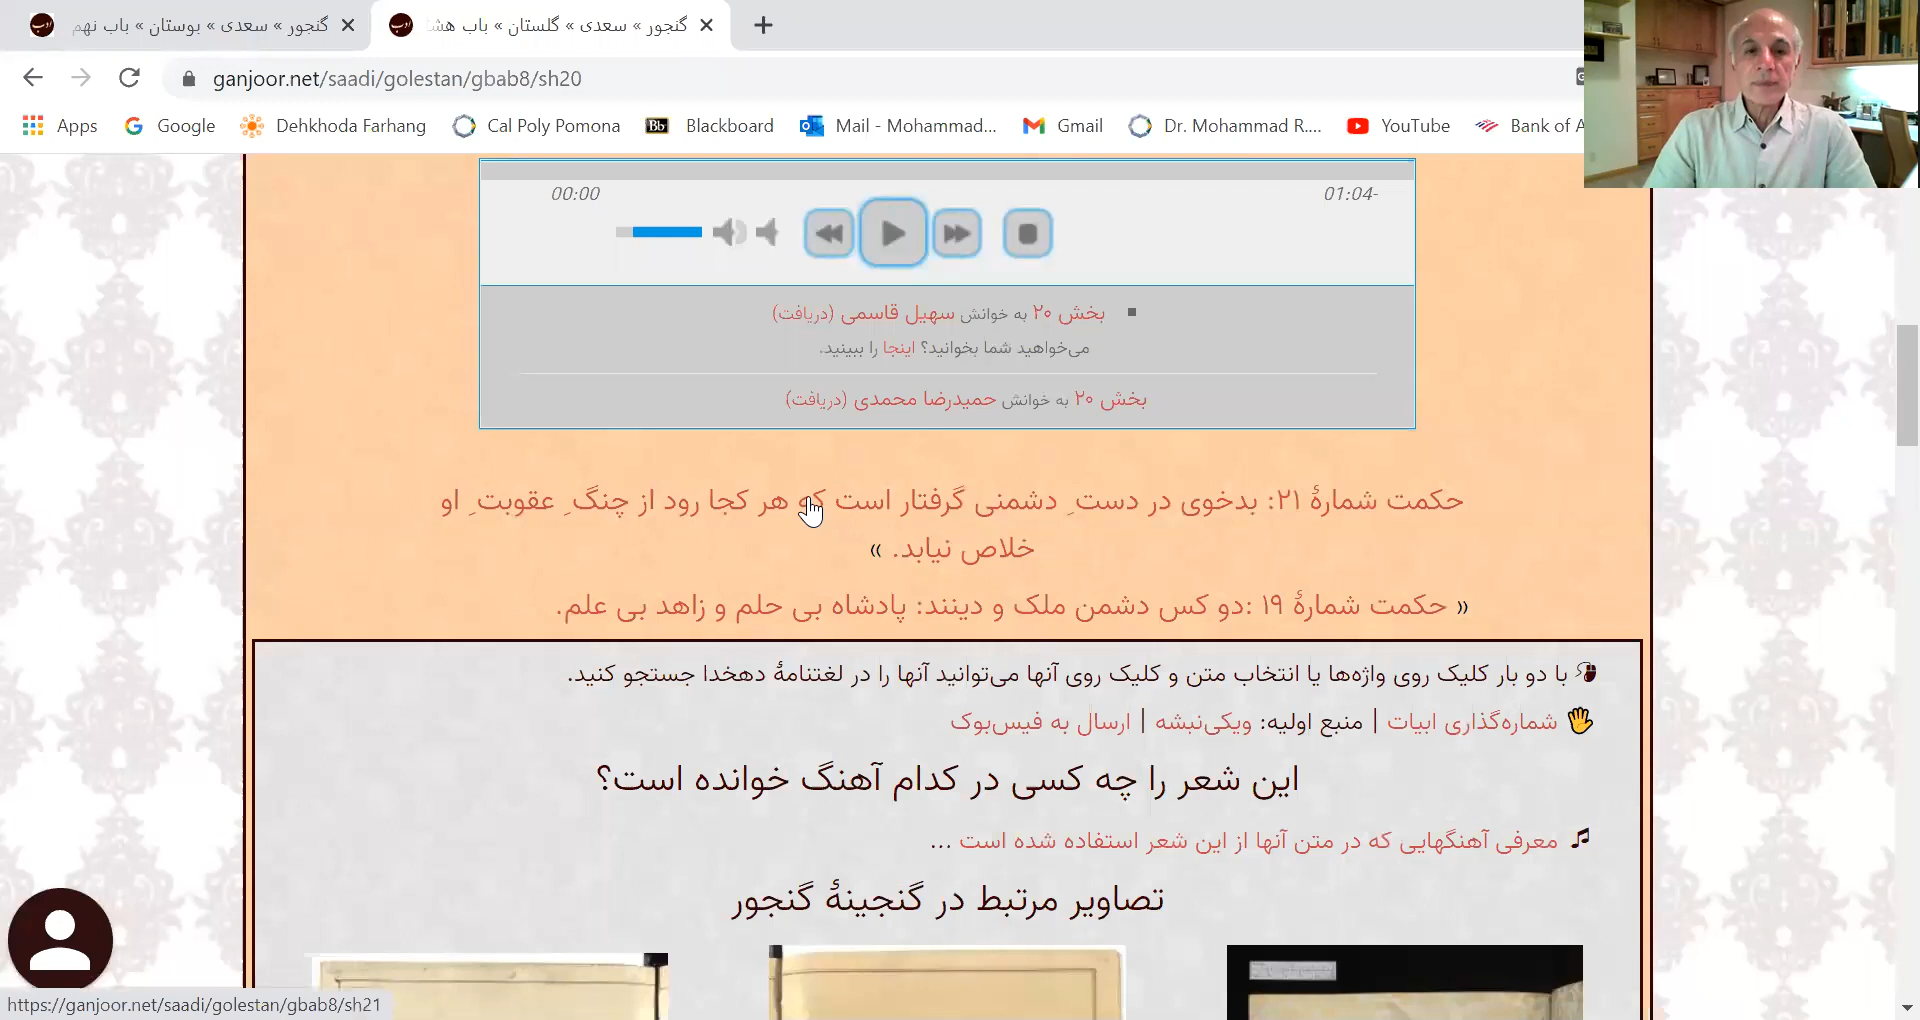 گنجور » سعدی » بوستان » باب نهم
گنجور » سعدی » گلستان » باب هشت
ganjoor.net/saadi/golestan/gbab8/sh20
Apps Google Dehkhoda Farhang Cal Poly Pomona Bb Blackboard Mail - Mohammad... Gmail Dr. Mohammad R.... YouTube Bank of A
00:00 01:04-
بخش ۲۰ به خوانش سهیل قاسمی (دریافت)
می‌خواهید شما بخوانید؟ اینجا را ببینید.
بخش ۲۰ به خوانش حمیدرضا محمدی (دریافت)
حکمت شمارهٔ ۲۱: بدخوی در دست ِ دشمنی گرفتار است که هر کجا رود از چنگ ِ عقوبت ِ او
خلاص نیابد. »
« حکمت شمارهٔ ۱۹ :دو کس دشمن ملک و دینند: پادشاه بی حلم و زاهد بی علم.
با دو بار کلیک روی واژه‌ها یا انتخاب متن و کلیک روی آنها می‌توانید آنها را در لغتنامهٔ دهخدا جستجو کنید.
شماره‌گذاری ابیات | منبع اولیه: ویکی‌نبشه | ارسال به فیس‌بوک
این شعر را چه کسی در کدام آهنگ خوانده است؟
معرفی آهنگهایی که در متن آنها از این شعر استفاده شده است ...
تصاویر مرتبط در گنجینهٔ گنجور
https://ganjoor.net/saadi/golestan/gbab8/sh21